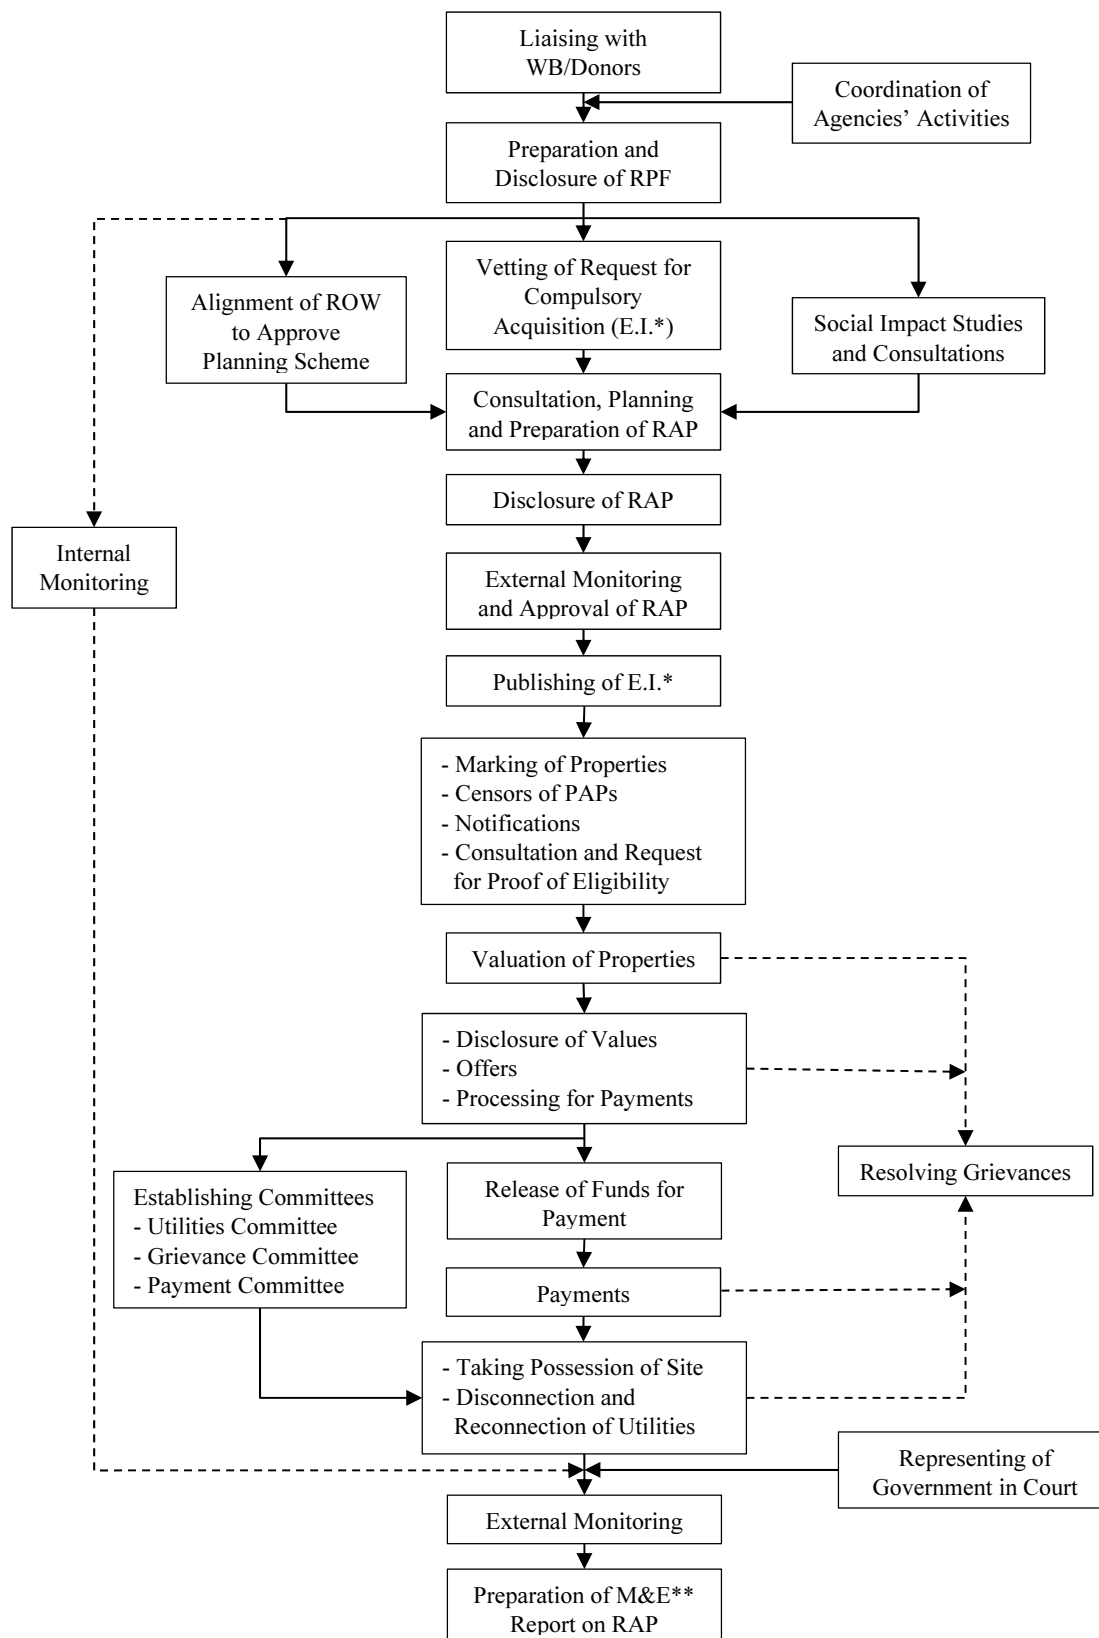 Liaising with
WB/Donors
Coordination of
Agencies’ Activities
Preparation and
Disclosure of RPF
Alignment of ROW
to Approve
Planning Scheme
Vetting of Request for
Compulsory
Acquisition (E.I.*)
Social Impact Studies
and Consultations
Consultation, Planning
and Preparation of RAP
Disclosure of RAP
Internal
Monitoring
External Monitoring
and Approval of RAP
Publishing of E.I.*
- Marking of Properties
- Censors of PAPs
- Notifications
- Consultation and Request
for Proof of Eligibility
Valuation of Properties
- Disclosure of Values
- Offers
- Processing for Payments
Resolving Grievances
Establishing Committees
- Utilities Committee
- Grievance Committee
- Payment Committee
Release of Funds for
Payment
Payments
- Taking Possession of Site
- Disconnection and
Reconnection of Utilities
Representing of
Government in Court
External Monitoring
Preparation of M&E**
Report on RAP